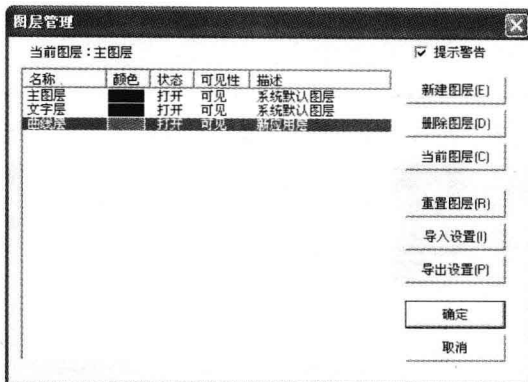 图层管理
当前图层：主图层
提示警告
名称 颜色 状态 可见性 描述
主图层 打开 可见 系统默认图层
文字层 打开 可见 系统默认图层
曲线层 打开 可见 新应用层
新建图层(E)
删除图层(D)
当前图层(C)
重置图层(R)
导入设置(I)
导出设置(P)
确定
取消